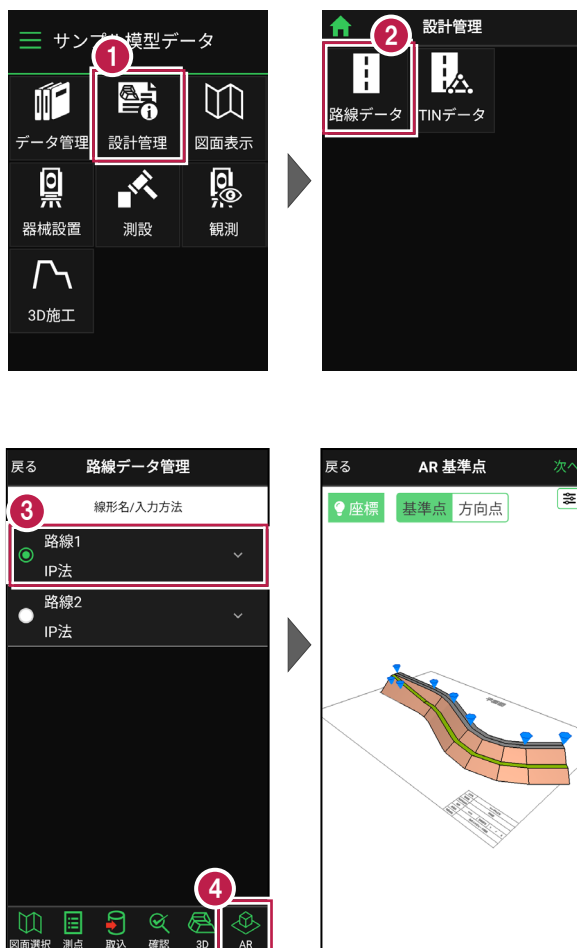 サンプル模型データ
1
データ管理 設計管理 図面表示
器械設置 測設 観測
3D施工
設計管理
2
路線データ TINデータ
戻る 路線データ管理
線形名/入力方法
3
路線1
IP法
路線2
IP法
4
図面選択 測点 取込 確認 3D AR
戻る AR 基準点 次へ
座標 基準点 方向点